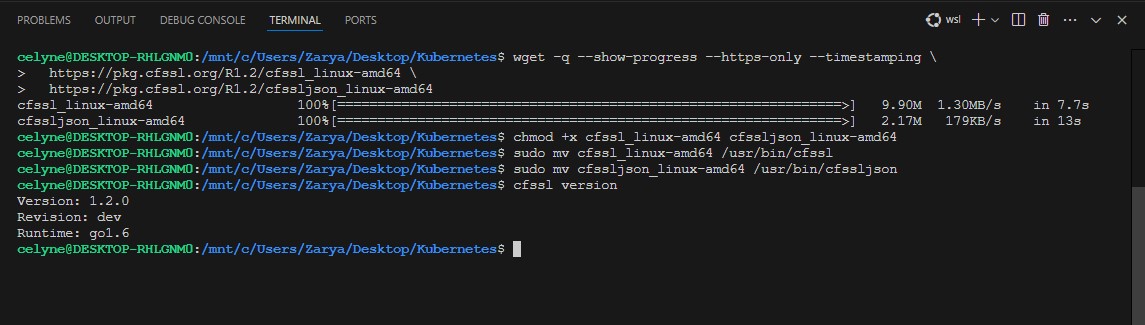 PROBLEMS OUTPUT DEBUG CONSOLE TERMINAL PORTS wsl
celyne@DESKTOP-RHLGNM0:/mnt/c/Users/Zarya/Desktop/Kubernetes$ wget -q --show-progress --https-only --timestamping \
>   https://pkg.cfssl.org/R1.2/cfssl_linux-amd64 \
>   https://pkg.cfssl.org/R1.2/cfssljson_linux-amd64
cfssl_linux-amd64 100%[==============================================================>] 9.90M 1.30MB/s in 7.7s
cfssljson_linux-amd64 100%[==============================================================>] 2.17M 179KB/s in 13s
celyne@DESKTOP-RHLGNM0:/mnt/c/Users/Zarya/Desktop/Kubernetes$ chmod +x cfssl_linux-amd64 cfssljson_linux-amd64
celyne@DESKTOP-RHLGNM0:/mnt/c/Users/Zarya/Desktop/Kubernetes$ sudo mv cfssl_linux-amd64 /usr/bin/cfssl
celyne@DESKTOP-RHLGNM0:/mnt/c/Users/Zarya/Desktop/Kubernetes$ sudo mv cfssljson_linux-amd64 /usr/bin/cfssljson
celyne@DESKTOP-RHLGNM0:/mnt/c/Users/Zarya/Desktop/Kubernetes$ cfssl version
Version: 1.2.0
Revision: dev
Runtime: go1.6
celyne@DESKTOP-RHLGNM0:/mnt/c/Users/Zarya/Desktop/Kubernetes$